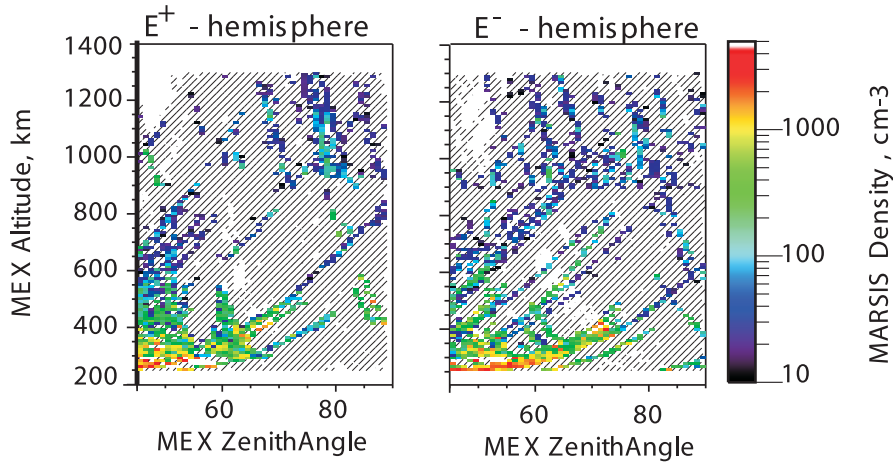 E+ - hemisphere
E− - hemisphere
1400
1200
1000
800
600
400
200
MEX Altitude, km
60
80
MEX ZenithAngle
60
80
MEX ZenithAngle
1000
100
10
MARSIS Density , cm-3